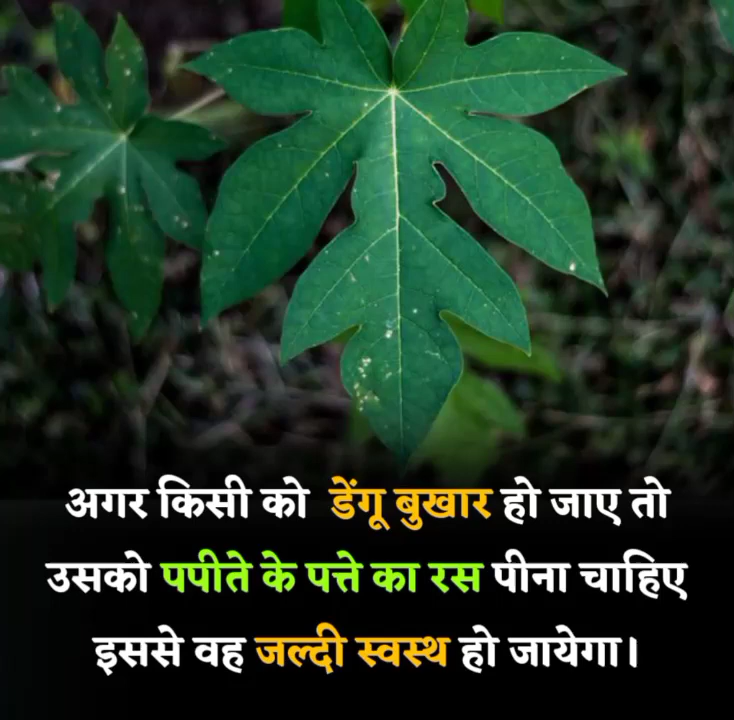 अगर किसी को डेंगू बुखार हो जाए तो
उसको पपीते के पत्ते का रस पीना चाहिए
इससे वह जल्दी स्वस्थ हो जायेगा।